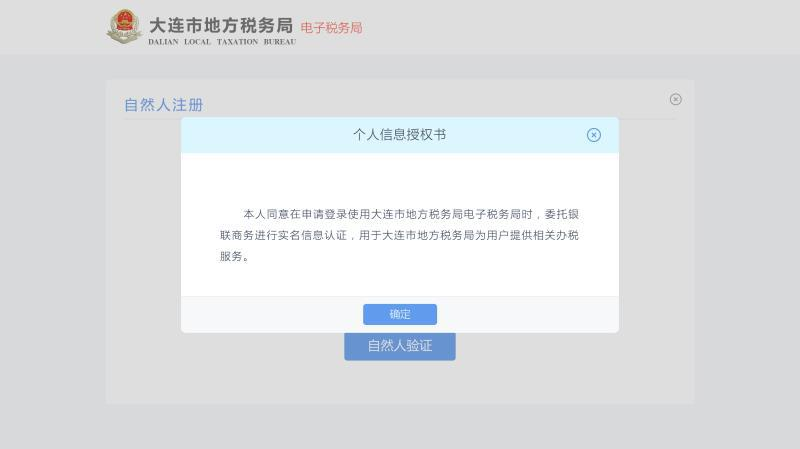 大连市地方税务局 电子税务局
DALIAN LOCAL TAXATION BUREAU
自然人注册
个人信息授权书
本人同意在申请登录使用大连市地方税务局电子税务局时，委托银
联商务进行实名信息认证，用于大连市地方税务局为用户提供相关办税
服务。
确定
自然人验证